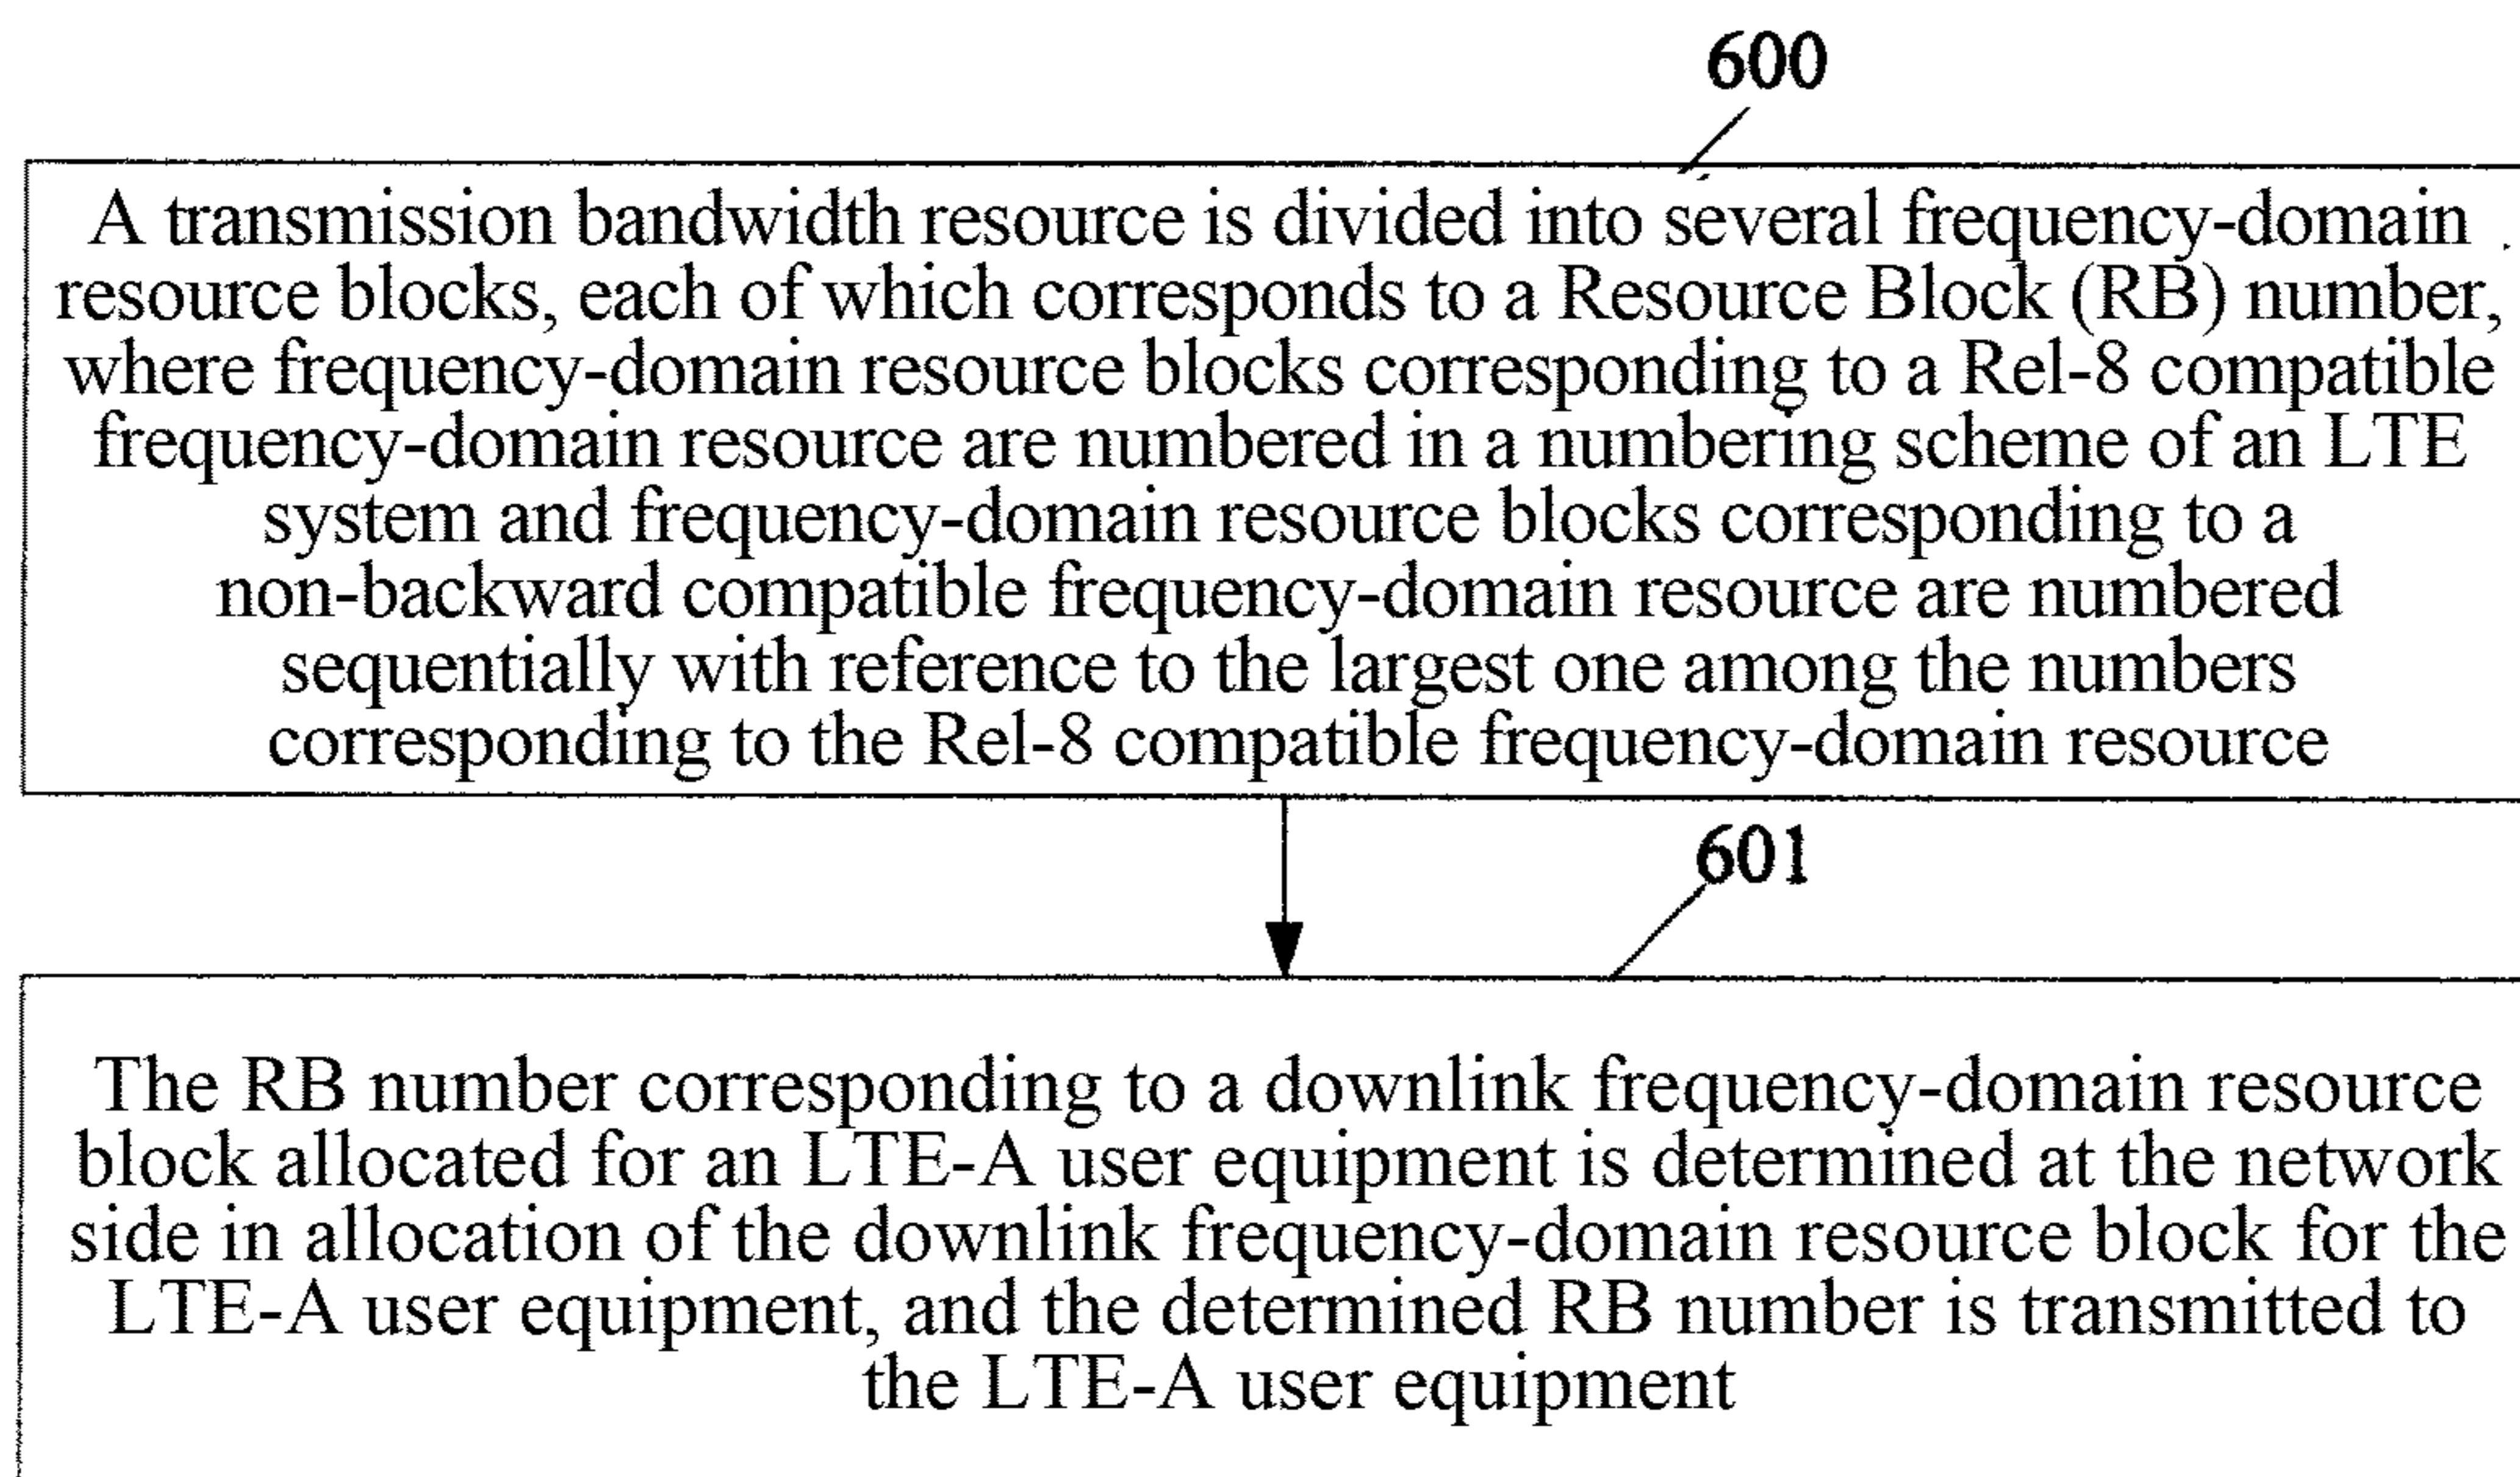 600
A transmission bandwidth resource is divided into several frequency-domain
resource blocks, each of which corresponds to a Resource Block (RB) number,
where frequency-domain resource blocks corresponding to a Rel-8 compatible
frequency-domain resource are numbered in a numbering scheme of an LTE
system and frequency-domain resource blocks corresponding to a
non-backward compatible frequency-domain resource are numbered
sequentially with reference to the largest one among the numbers
corresponding to the Rel-8 compatible frequency-domain resource
601
The RB number corresponding to a downlink frequency-domain resource
block allocated for an LTE-A user equipment is determined at the network
side in allocation of the downlink frequency-domain resource block for the
LTE-A user equipment, and the determined RB number is transmitted to
the LTE-A user equipment